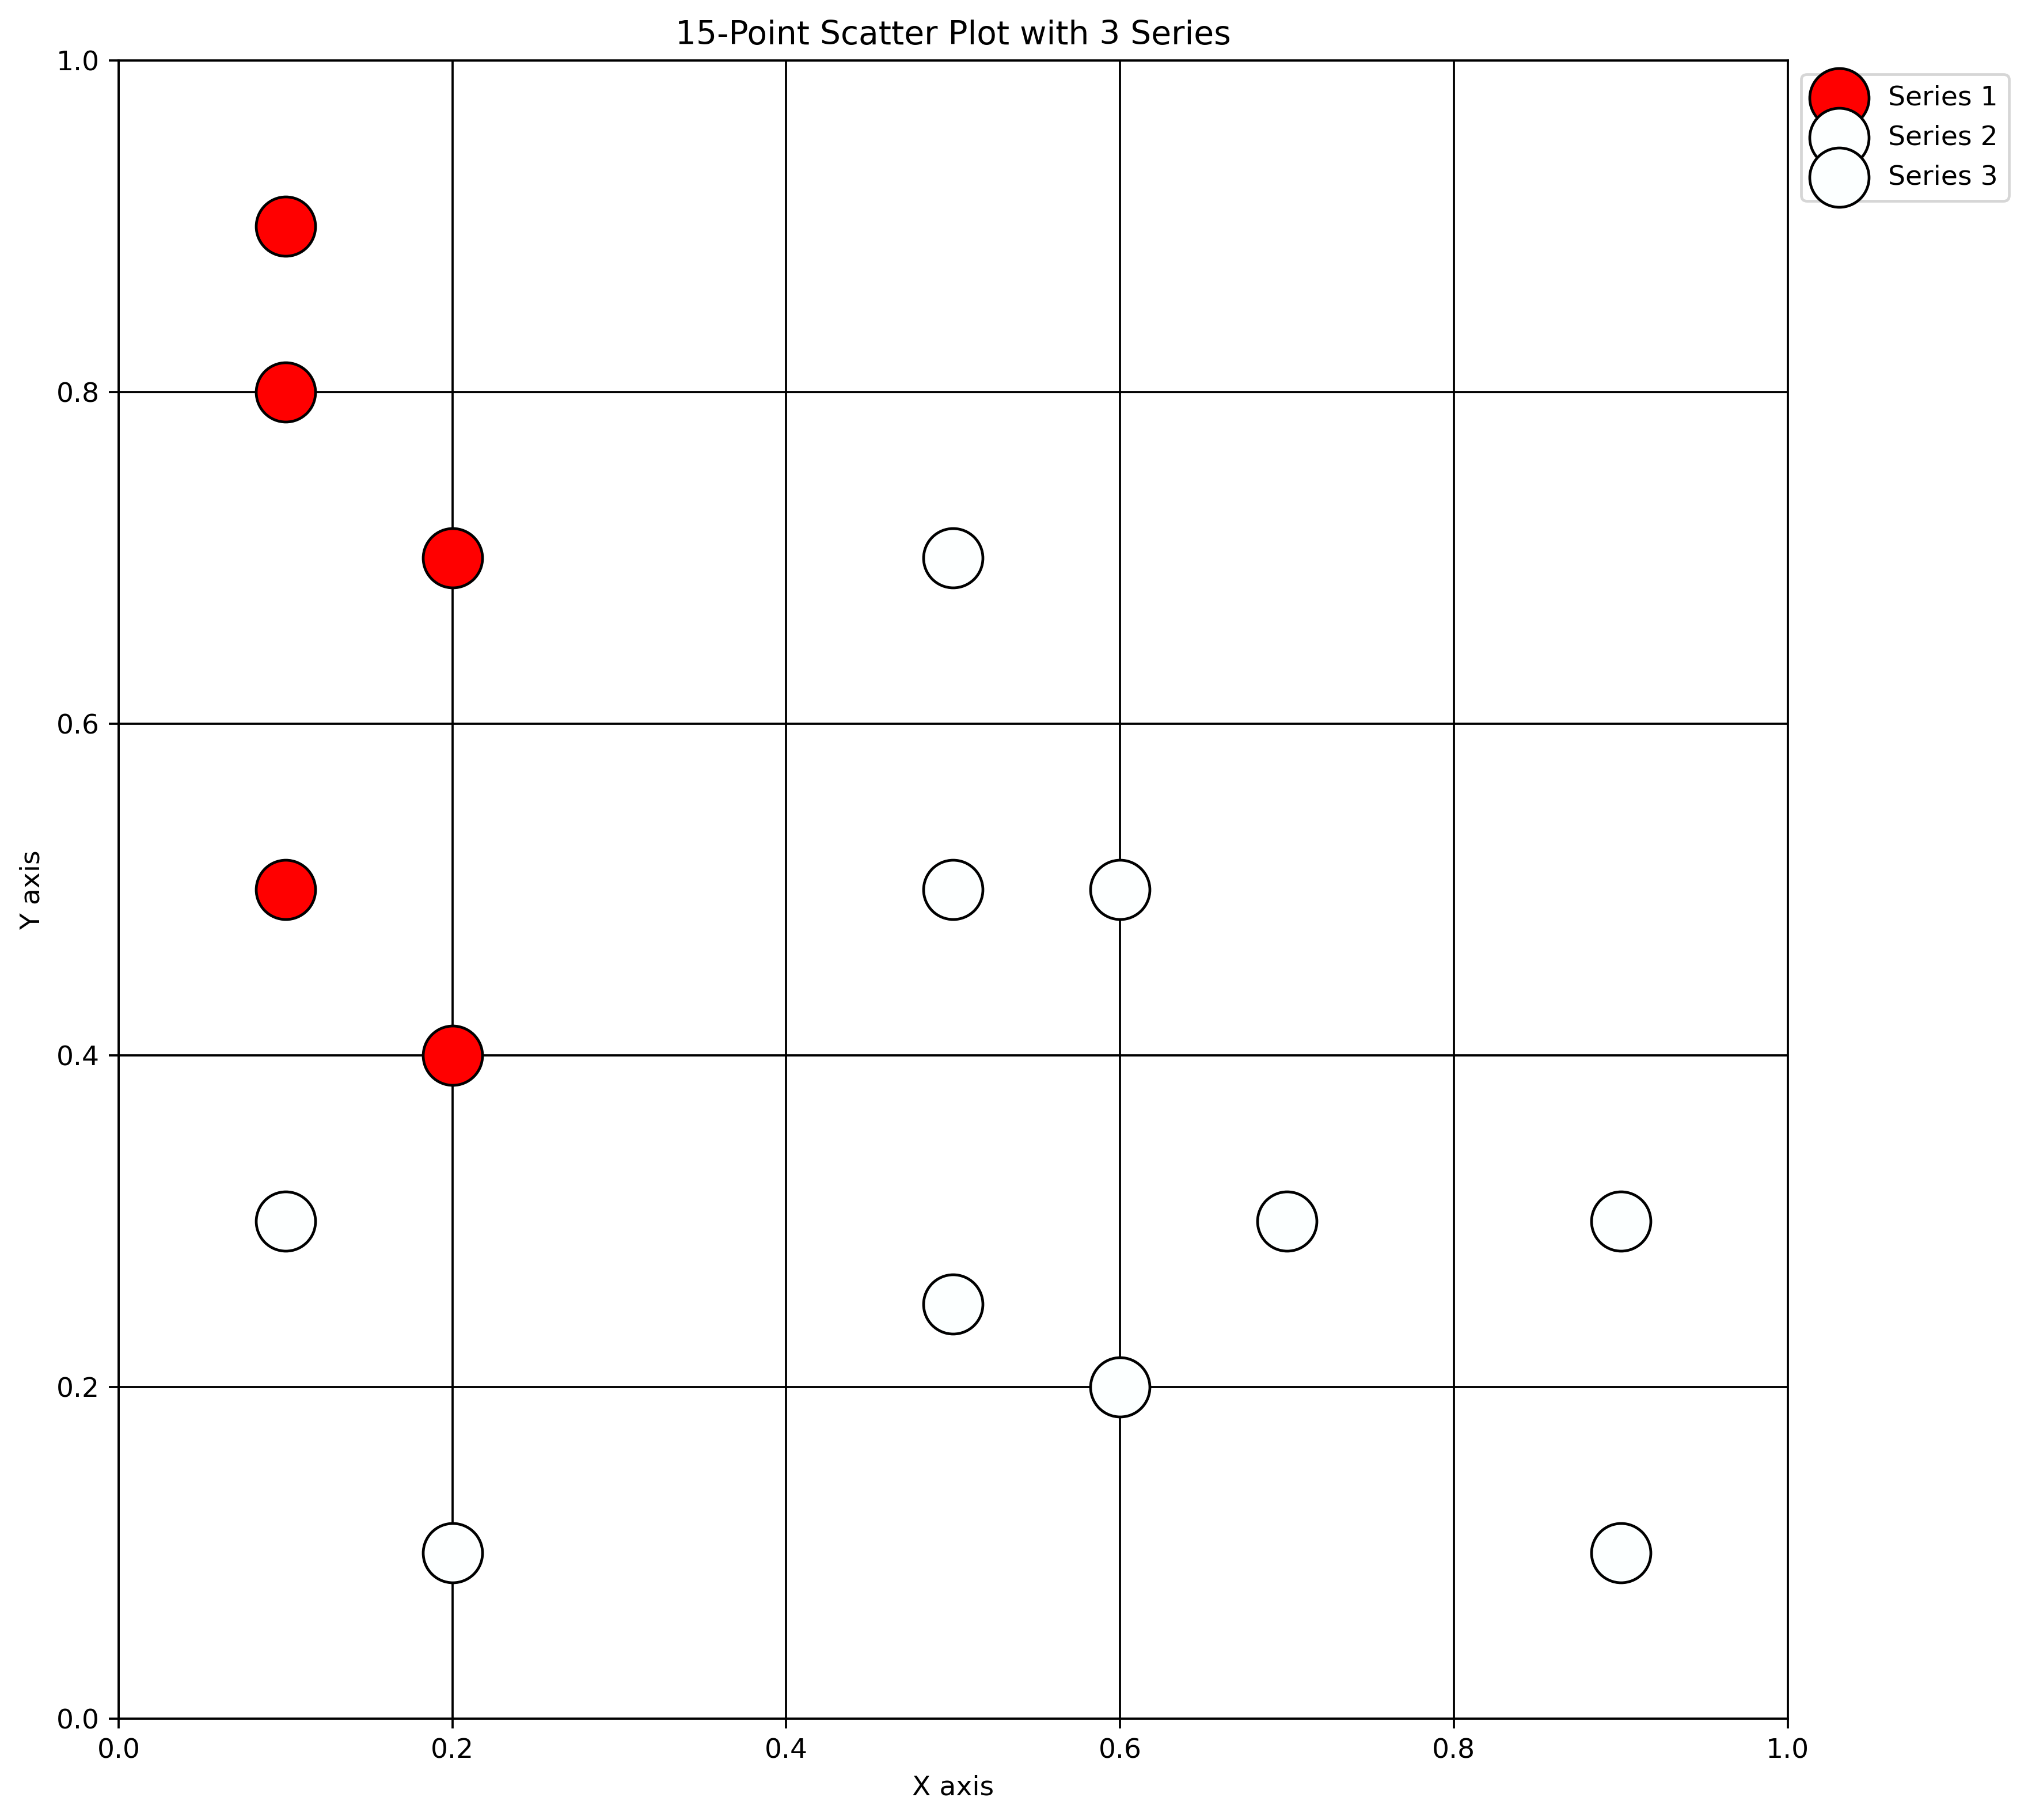 15-Point Scatter Plot with 3 Series
1.0
0.8
0.6
0.4
0.2
0.0
Y axis
0.0 0.2 0.4 0.6 0.8 1.0
X axis
Series 1
Series 2
Series 3